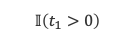 𝕀(t₁ > 0)